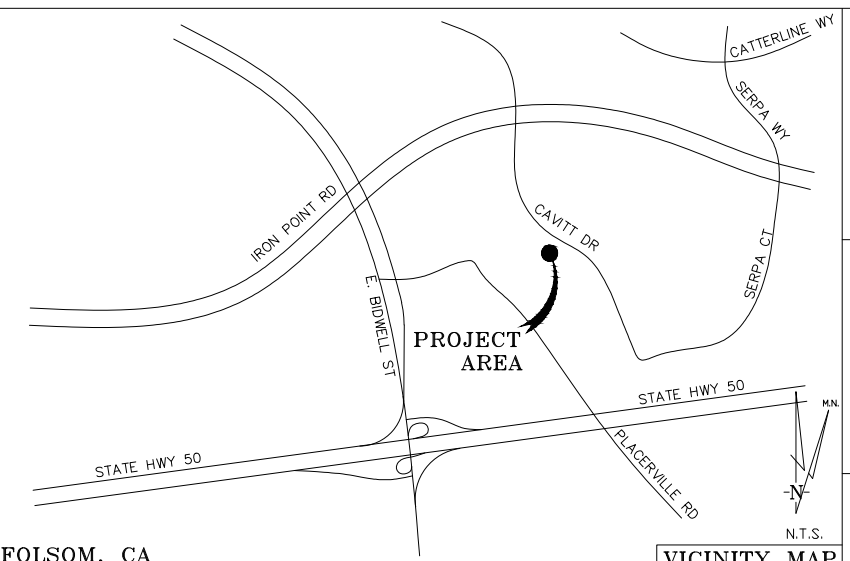 CATTERLINE WY
SERPA WY
IRON POINT RD
CAVITT DR
SERPA CT
E. BIDWELL ST
PROJECT
AREA
STATE HWY 50
M.N.
STATE HWY 50
PLACERVILLE RD
N
N.T.S.
FOLSOM, CA
VICINITY MAP